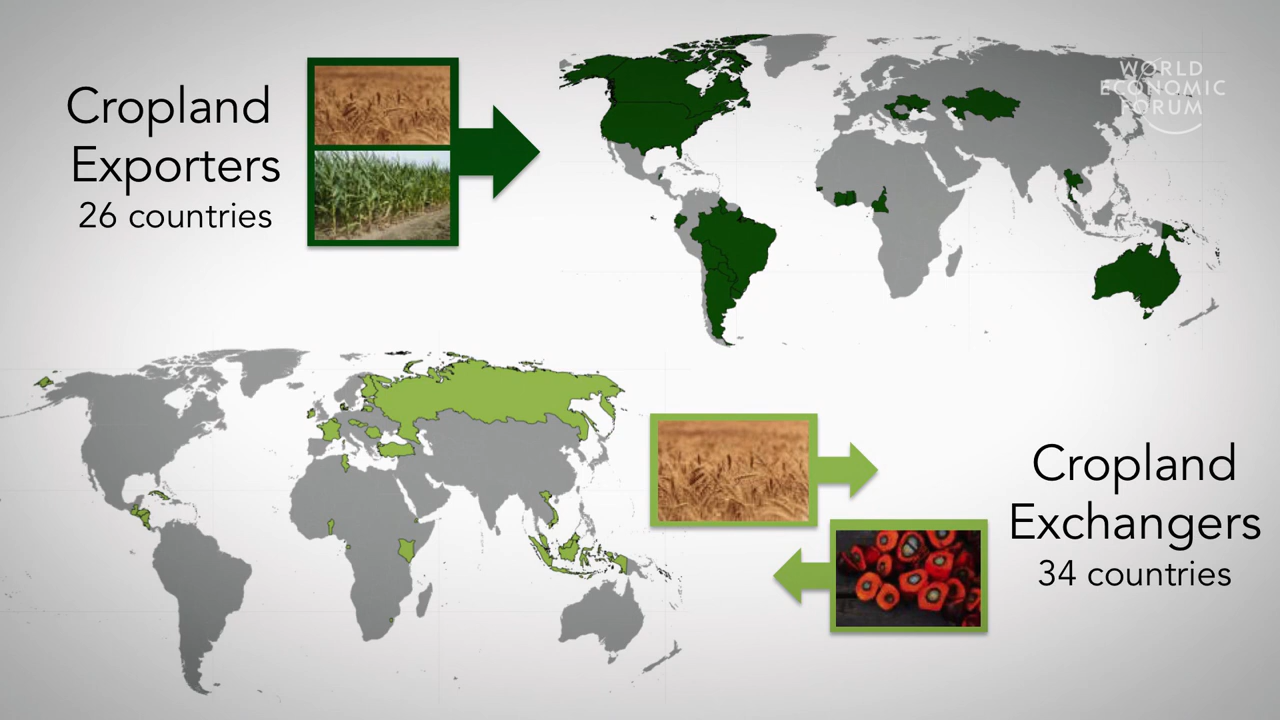 Cropland
Exporters
26 countries
WORLD
ECONOMIC
FORUM
Cropland
Exchangers
34 countries